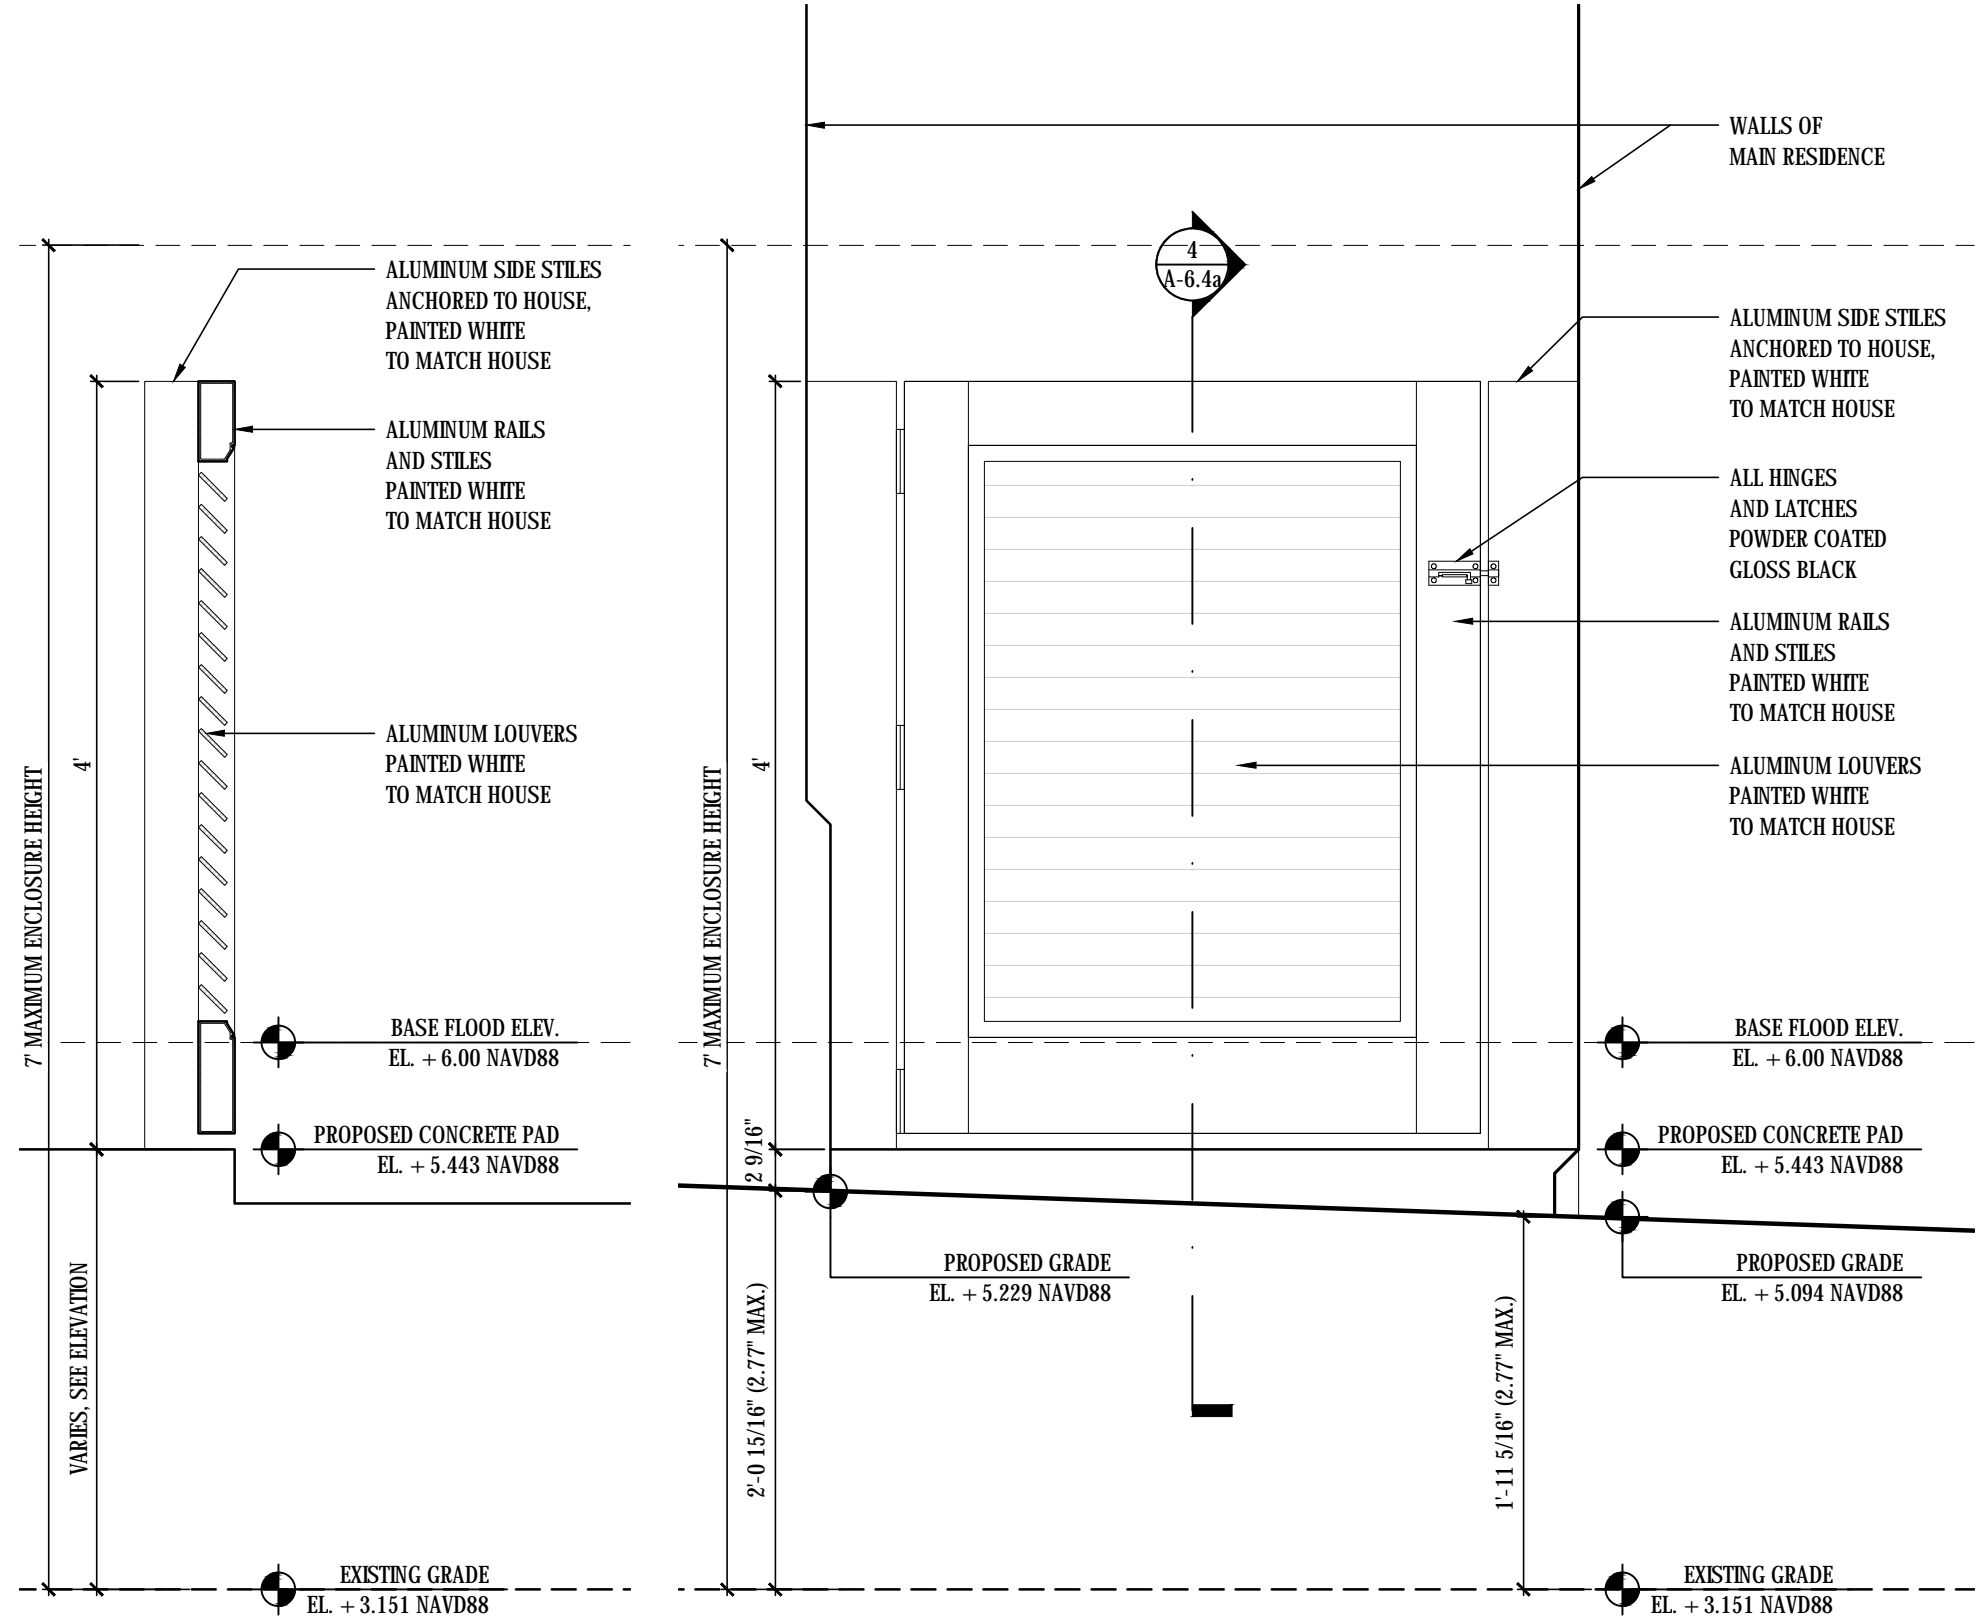 ALUMINUM SIDE STILES
ANCHORED TO HOUSE,
PAINTED WHITE
TO MATCH HOUSE
ALUMINUM RAILS
AND STILES
PAINTED WHITE
TO MATCH HOUSE
ALUMINUM LOUVERS
PAINTED WHITE
TO MATCH HOUSE
7' MAXIMUM ENCLOSURE HEIGHT
4'
VARIES, SEE ELEVATION
BASE FLOOD ELEV.
EL. + 6.00 NAVD88
PROPOSED CONCRETE PAD
EL. + 5.443 NAVD88
EXISTING GRADE
EL. + 3.151 NAVD88
WALLS OF
MAIN RESIDENCE
4
A-6.4a
ALUMINUM SIDE STILES
ANCHORED TO HOUSE,
PAINTED WHITE
TO MATCH HOUSE
ALL HINGES
AND LATCHES
POWDER COATED
GLOSS BLACK
ALUMINUM RAILS
AND STILES
PAINTED WHITE
TO MATCH HOUSE
ALUMINUM LOUVERS
PAINTED WHITE
TO MATCH HOUSE
7' MAXIMUM ENCLOSURE HEIGHT
4'
2 9/16"
2'-0 15/16" (2.77" MAX.)
1'-11 5/16" (2.77" MAX.)
BASE FLOOD ELEV.
EL. + 6.00 NAVD88
PROPOSED CONCRETE PAD
EL. + 5.443 NAVD88
PROPOSED GRADE
EL. + 5.229 NAVD88
PROPOSED GRADE
EL. + 5.094 NAVD88
EXISTING GRADE
EL. + 3.151 NAVD88